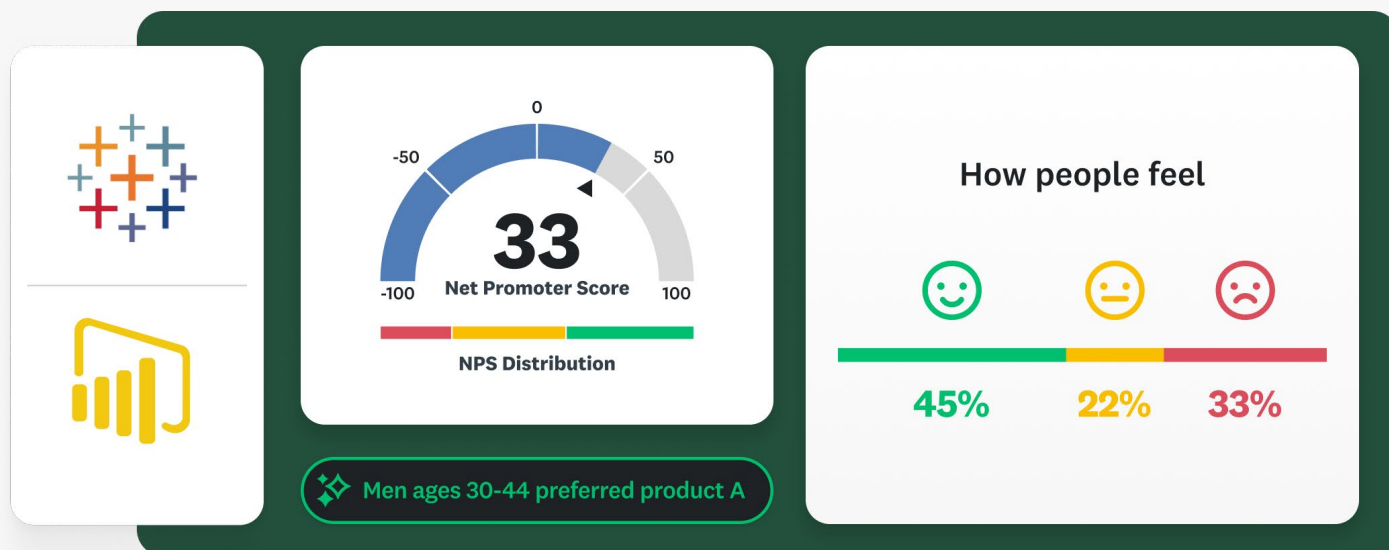 0
-50
50
33
-100
Net Promoter Score
100
NPS Distribution
Men ages 30-44 preferred product A
How people feel
45%
22%
33%